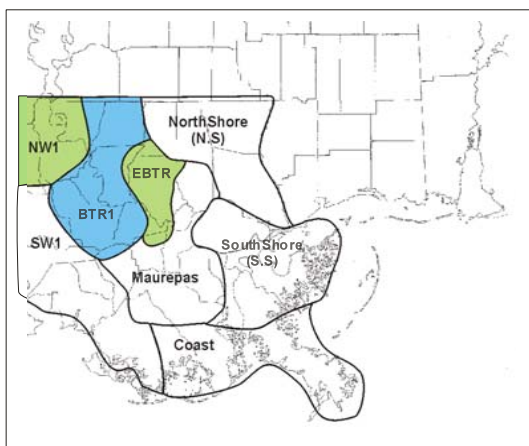 NorthShore
(N.S)
NW1
EBTR
BTR1
SW1
SouthShore
(S.S)
Maurepas
Coast